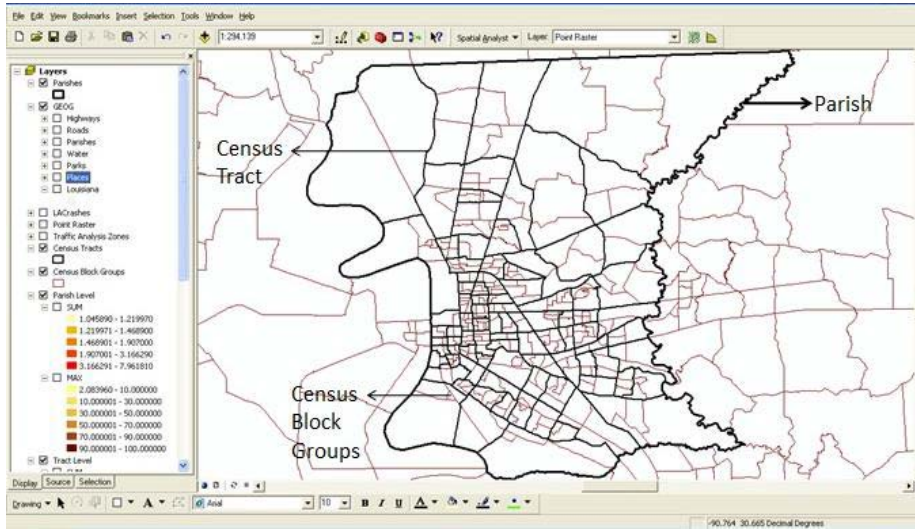 File Edit View Bookmarks Insert Selection Tools Window Help
1:294,139
Spatial Analyst
Layer: Point Raster
Layers
Parishes
GEOG
Highways
Roads
Parishes
Water
Parks
Places
Louisiana
LACrashes
Point Raster
Traffic Analysis Zones
Census Tracts
Census Block Groups
Parish Level
SUM
1.045890 - 1.219970
1.219971 - 1.468900
1.468901 - 1.907000
1.907001 - 3.166290
3.166291 - 7.961810
MAX
2.083960 - 10.000000
10.000001 - 30.000000
30.000001 - 50.000000
50.000001 - 70.000000
70.000001 - 90.000000
90.000001 - 100.000000
Tract Level
Display Source Selection
Parish
Census
Tract
Census
Block
Groups
Drawing
A
Arial
10
B I U A
-90.764 30.665 Decimal Degrees